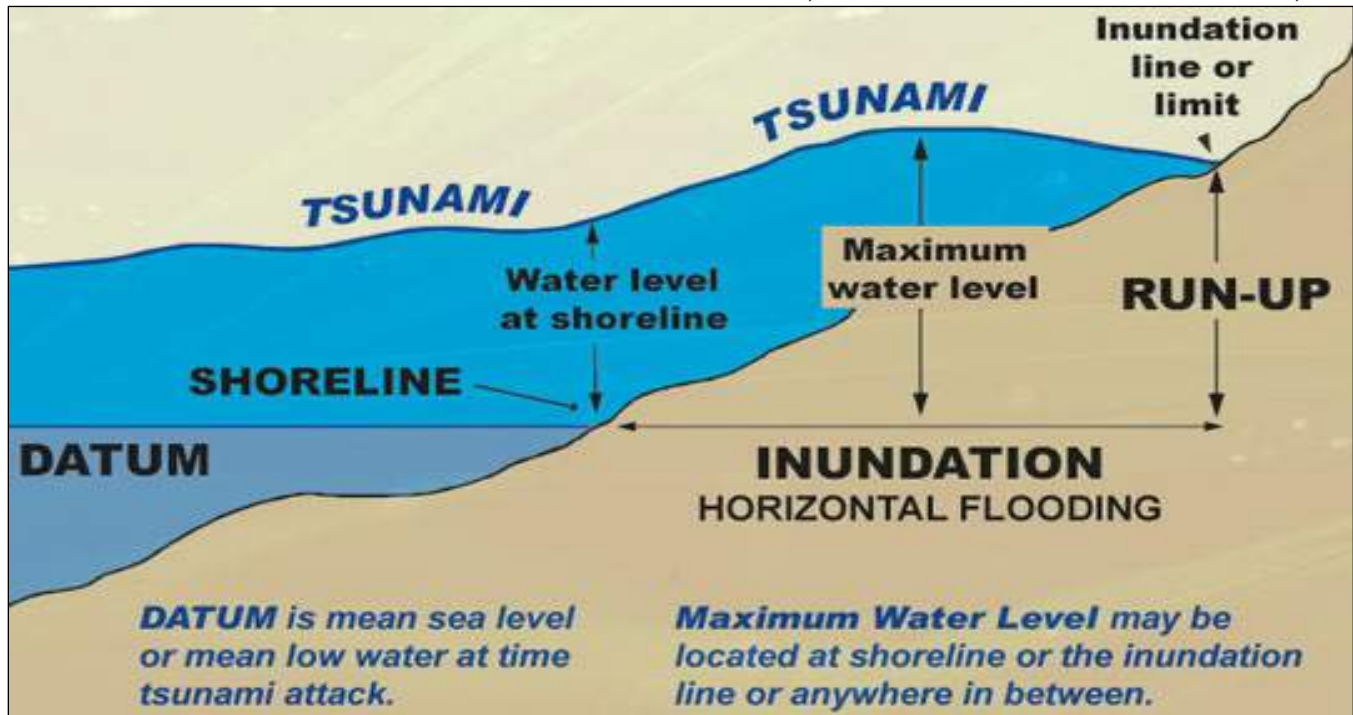 Inundation
line or
limit
TSUNAMI
TSUNAMI
Water level
at shoreline
Maximum
water level
RUN-UP
SHORELINE
DATUM
INUNDATION
HORIZONTAL FLOODING
DATUM is mean sea level
or mean low water at time
tsunami attack.
Maximum Water Level may be
located at shoreline or the inundation
line or anywhere in between.